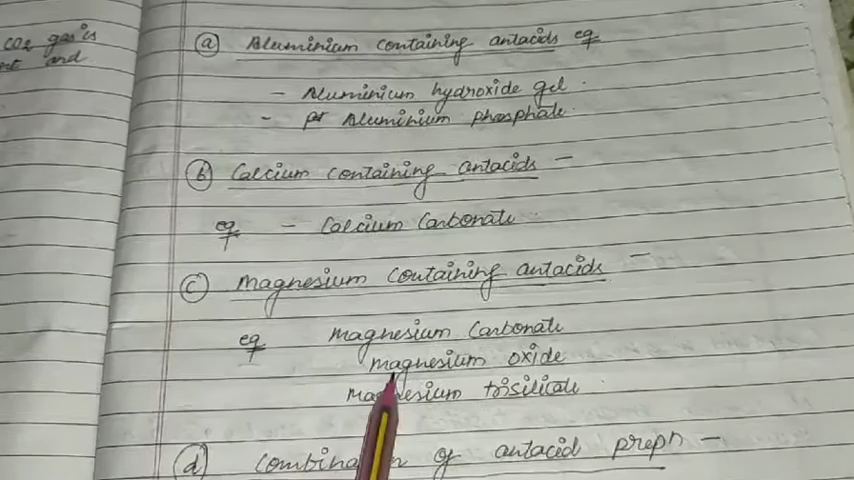 CO2 gas is
and
(a) Aluminium containing antacids eg
- Aluminium hydroxide gel.
- Aluminium phosphate.
(b) Calcium containing antacids -
eg - Calcium Carbonate
(c) Magnesium containing antacids -
eg Magnesium Carbonate
Magnesium oxide
Magnesium trisilicate.
(d) Combination of antacid prepn -